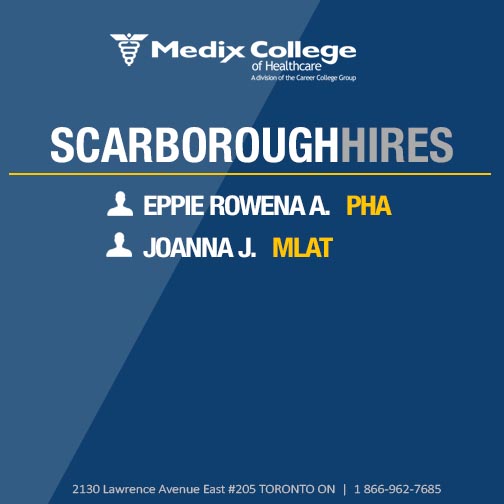 Medix College
of Healthcare
A division of the Career College Group
SCARBOROUGHHIRES
EPPIE ROWENA A. PHA
JOANNA J. MLAT
2130 Lawrence Avenue East #205 TORONTO ON | 1 866-962-7685